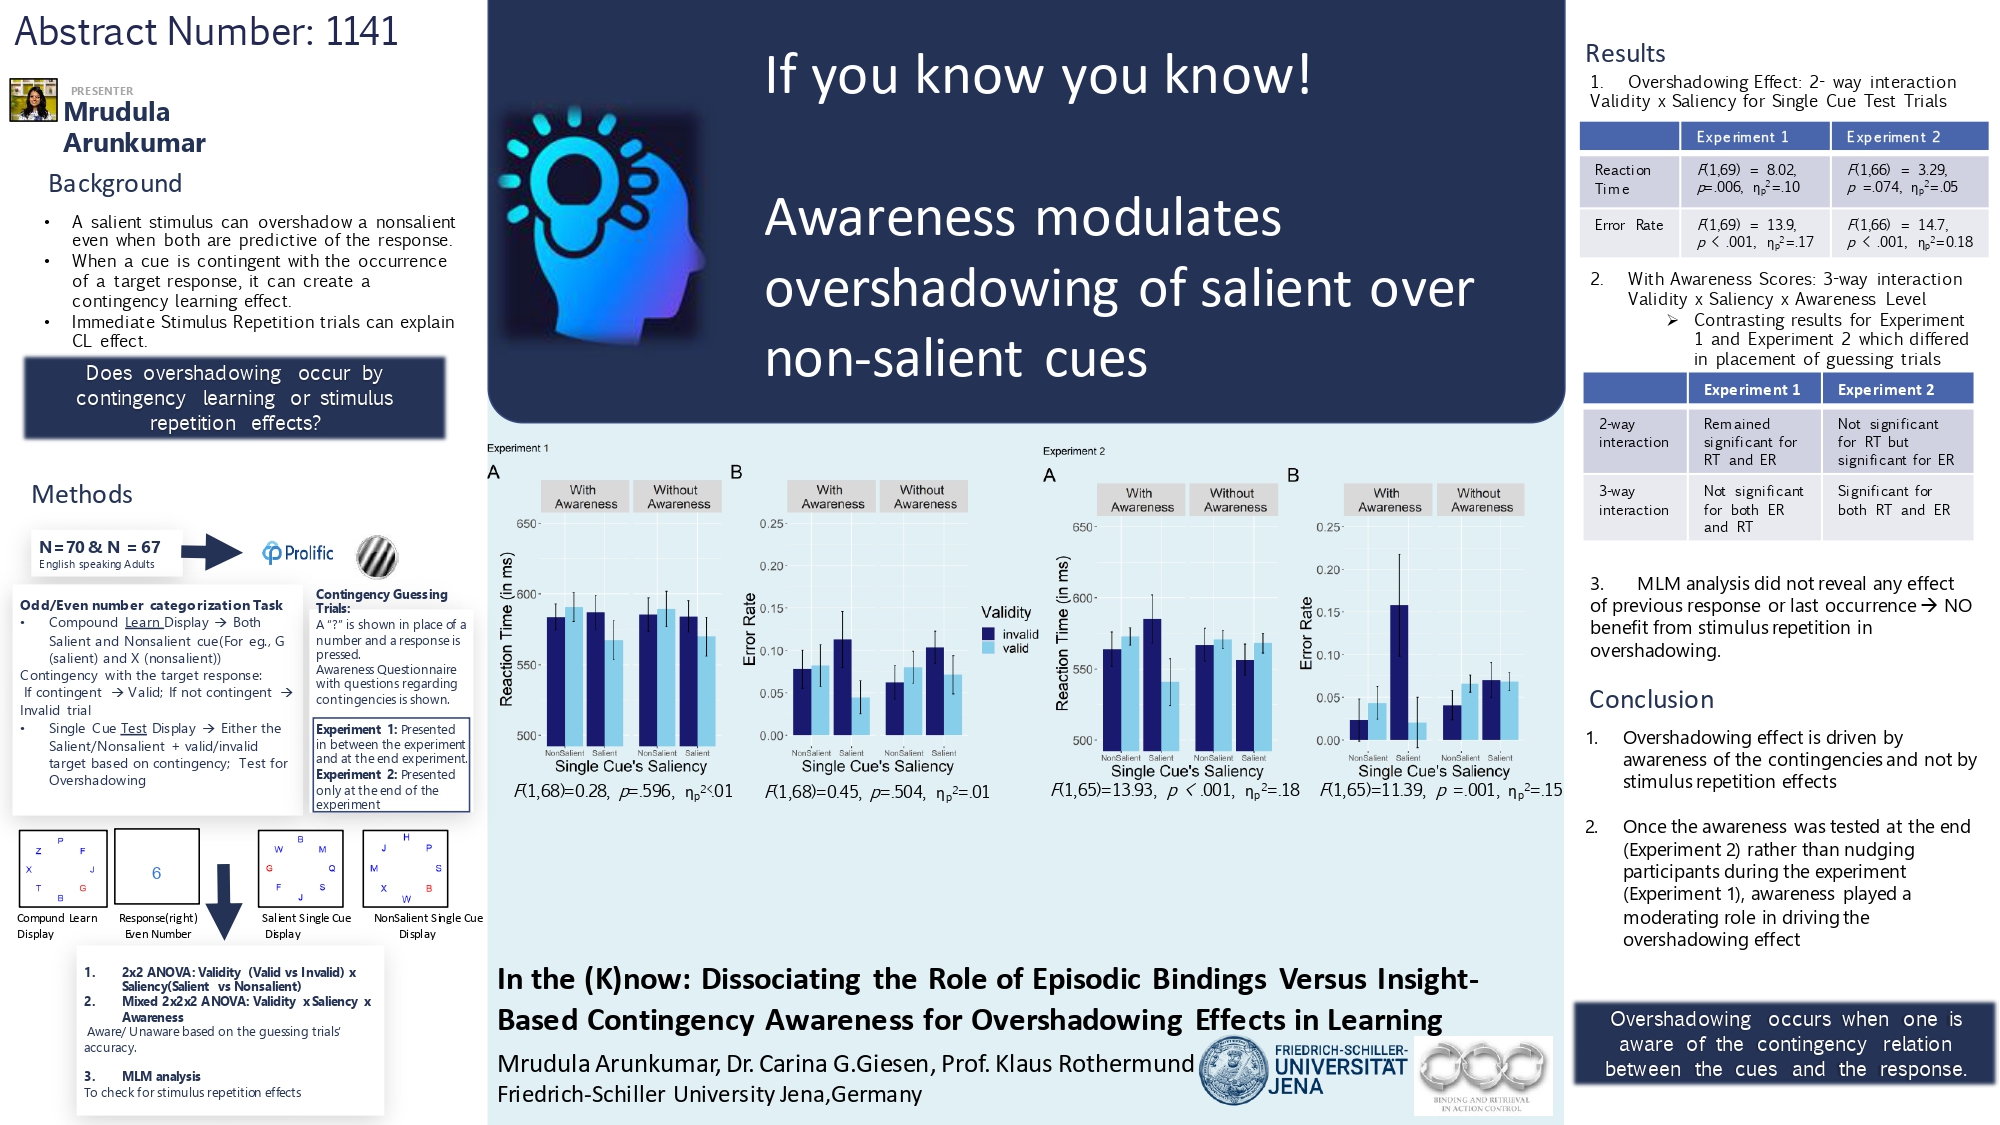 Abstract Number: 1141
PRESENTER
Mrudula
Arunkumar
Background
• A salient stimulus can overshadow a nonsalient
even when both are predictive of the response.
• When a cue is contingent with the occurrence
of a target response, it can create a
contingency learning effect.
• Immediate Stimulus Repetition trials can explain
CL effect.
Does overshadowing occur by
contingency learning or stimulus
repetition effects?
Methods
N=70 & N = 67
English speaking Adults
Prolific
Odd/Even number categorization Task
• Compound Learn Display → Both
Salient and Nonsalient cue(For eg., G
(salient) and X (nonsalient))
Contingency with the target response:
If contingent → Valid; If not contingent →
Invalid trial
• Single Cue Test Display → Either the
Salient/Nonsalient + valid/invalid
target based on contingency; Test for
Overshadowing
Contingency Guessing
Trials:
A "?" is shown in place of a
number and a response is
pressed.
Awareness Questionnaire
with questions regarding
contingencies is shown.
Experiment 1: Presented
in between the experiment
and at the end experiment.
Experiment 2: Presented
only at the end of the
experiment
P
Z F
X J
T G
B
6
B
W M
G Q
F S
J
H
J P
M S
X B
W
Compund Learn
Display
Response(right)
Even Number
Salient Single Cue
Display
NonSalient Single Cue
Display
1. 2x2 ANOVA: Validity (Valid vs Invalid) x
Saliency(Salient vs Nonsalient)
2. Mixed 2x2x2 ANOVA: Validity x Saliency x
Awareness
Aware/ Unaware based on the guessing trials'
accuracy.
3. MLM analysis
To check for stimulus repetition effects
If you know you know!
Awareness modulates
overshadowing of salient over
non-salient cues
Experiment 1
A
With Awareness
Without Awareness
Reaction Time (in ms)
650
600
550
500
NonSalient Salient NonSalient Salient
Single Cue's Saliency
F(1,68)=0.28, p=.596, ηp²<.01
B
With Awareness
Without Awareness
Error Rate
0.25
0.20
0.15
0.10
0.05
0.00
NonSalient Salient NonSalient Salient
Single Cue's Saliency
F(1,68)=0.45, p=.504, ηp²=.01
Validity
invalid
valid
Experiment 2
A
With Awareness
Without Awareness
Reaction Time (in ms)
650
600
550
500
NonSalient Salient NonSalient Salient
Single Cue's Saliency
F(1,65)=13.93, p < .001, ηp²=.18
B
With Awareness
Without Awareness
Error Rate
0.25
0.20
0.15
0.10
0.05
0.00
NonSalient Salient NonSalient Salient
Single Cue's Saliency
F(1,65)=11.39, p =.001, ηp²=.15
In the (K)now: Dissociating the Role of Episodic Bindings Versus Insight-
Based Contingency Awareness for Overshadowing Effects in Learning
Mrudula Arunkumar, Dr. Carina G.Giesen, Prof. Klaus Rothermund
Friedrich-Schiller University Jena,Germany
FRIEDRICH-SCHILLER-
UNIVERSITÄT
JENA
BINDING AND RETRIEVAL
IN ACTION CONTROL
Results
1. Overshadowing Effect: 2- way interaction
Validity x Saliency for Single Cue Test Trials
Experiment 1 Experiment 2
Reaction Time F(1,69) = 8.02, p=.006, ηp²=.10 F(1,66) = 3.29, p =.074, ηp²=.05
Error Rate F(1,69) = 13.9, p < .001, ηp²=.17 F(1,66) = 14.7, p < .001, ηp²=0.18
2. With Awareness Scores: 3-way interaction
Validity x Saliency x Awareness Level
➢ Contrasting results for Experiment
1 and Experiment 2 which differed
in placement of guessing trials
Experiment 1 Experiment 2
2-way interaction Remained significant for RT and ER Not significant for RT but significant for ER
3-way interaction Not significant for both ER and RT Significant for both RT and ER
3. MLM analysis did not reveal any effect
of previous response or last occurrence → NO
benefit from stimulus repetition in
overshadowing.
Conclusion
1. Overshadowing effect is driven by
awareness of the contingencies and not by
stimulus repetition effects
2. Once the awareness was tested at the end
(Experiment 2) rather than nudging
participants during the experiment
(Experiment 1), awareness played a
moderating role in driving the
overshadowing effect
Overshadowing occurs when one is
aware of the contingency relation
between the cues and the response.